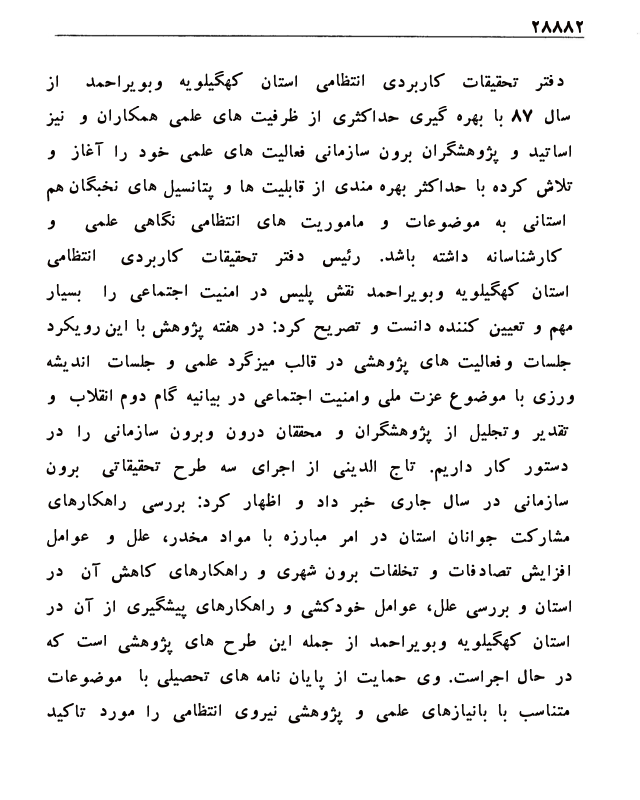 ۲۸۸۸۲
دفتر تحقیقات کاربردی انتظامی استان کهگیلویه وبویراحمد از
سال ۸۷ با بهره گیری حداکثری از ظرفیت های علمی همکاران و نیز
اساتید و پژوهشگران برون سازمانی فعالیت های علمی خود را آغاز و
تلاش کرده با حداکثر بهره مندی از قابلیت ها و پتانسیل های نخبگان هم
استانی به موضوعات و ماموریت های انتظامی نگاهی علمی و
کارشناسانه داشته باشد. رئیس دفتر تحقیقات کاربردی انتظامی
استان کهگیلویه وبویراحمد نقش پلیس در امنیت اجتماعی را بسیار
مهم و تعیین کننده دانست و تصریح کرد: در هفته پژوهش با این رویکرد
جلسات وفعالیت های پژوهشی در قالب میزگرد علمی و جلسات اندیشه
ورزی با موضوع عزت ملی وامنیت اجتماعی در بیانیه گام دوم انقلاب و
تقدیر وتجلیل از پژوهشگران و محققان درون وبرون سازمانی را در
دستور کار داریم. تاج الدینی از اجرای سه طرح تحقیقاتی برون
سازمانی در سال جاری خبر داد و اظهار کرد: بررسی راهکارهای
مشارکت جوانان استان در امر مبارزه با مواد مخدر، علل و عوامل
افزایش تصادفات و تخلفات برون شهری و راهکارهای کاهش آن در
استان و بررسی علل، عوامل خودکشی و راهکارهای پیشگیری از آن در
استان کهگیلویه وبویراحمد از جمله این طرح های پژوهشی است که
در حال اجراست. وی حمایت از پایان نامه های تحصیلی با موضوعات
متناسب با بانیازهای علمی و پژوهشی نیروی انتظامی را مورد تاکید